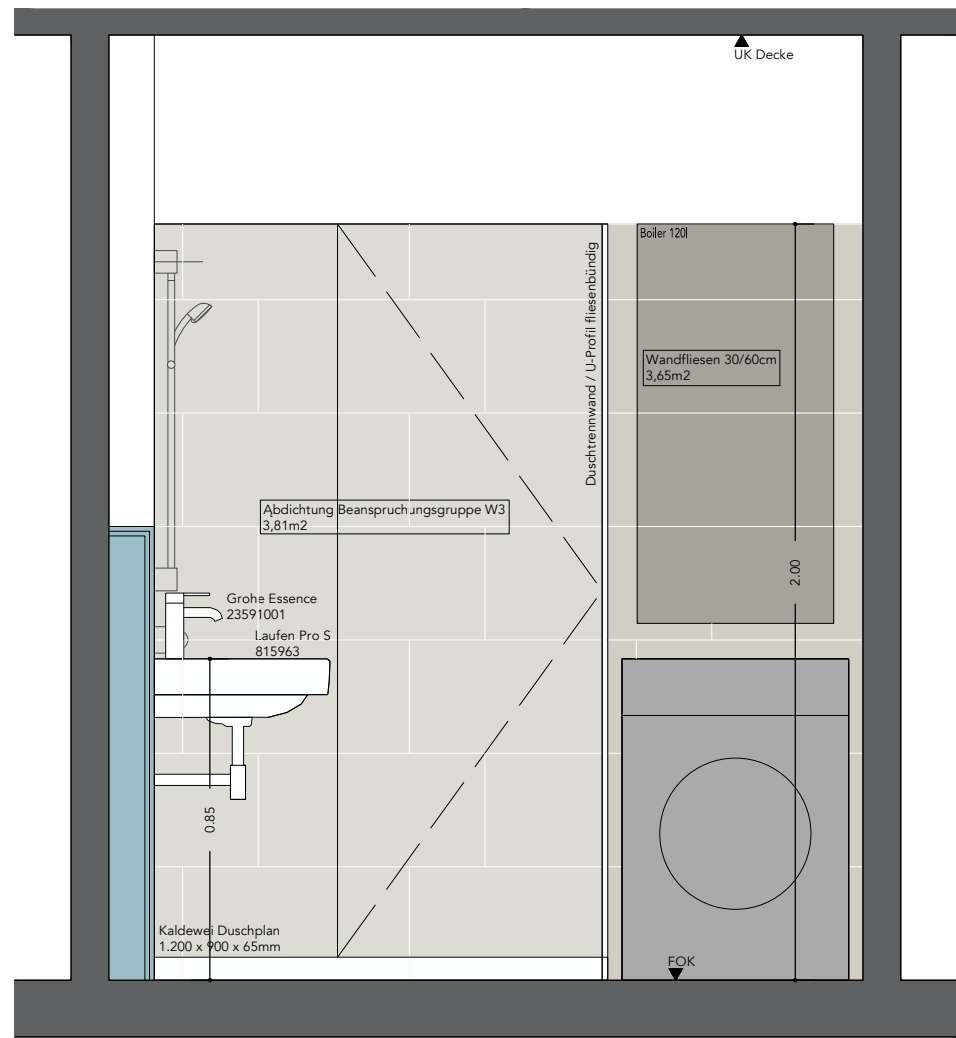 UK Decke
Boiler 120l
Duschtrennwand / U-Profil fliesenbündig
Wandfliesen 30/60cm
3,65m2
Abdichtung Beanspruchungsgruppe W3
3,81m2
2.00
Grohe Essence
23591001
Laufen Pro S
815963
0.85
Kaldewei Duschplan
1.200 x 900 x 65mm
FOK